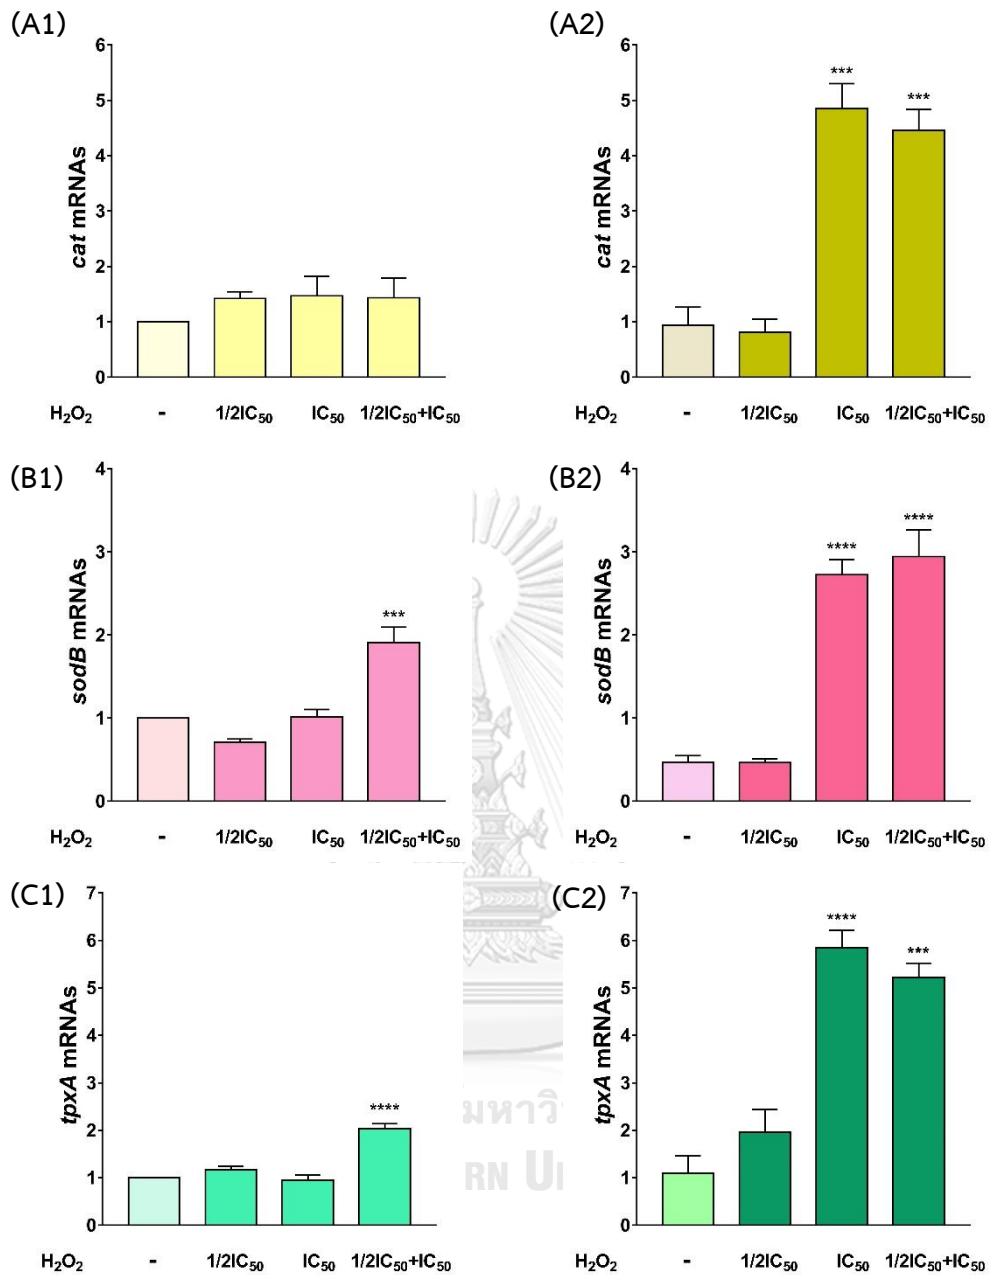 (A1)
6
5
4
3
2
1
0
cat mRNAs
H₂O₂ - 1/2IC₅₀ IC₅₀ 1/2IC₅₀+IC₅₀
(A2)
6
5
4
3
2
1
0
cat mRNAs
*** ***
H₂O₂ - 1/2IC₅₀ IC₅₀ 1/2IC₅₀+IC₅₀
(B1)
4
3
2
1
0
sodB mRNAs
***
H₂O₂ - 1/2IC₅₀ IC₅₀ 1/2IC₅₀+IC₅₀
(B2)
4
3
2
1
0
sodB mRNAs
**** ****
H₂O₂ - 1/2IC₅₀ IC₅₀ 1/2IC₅₀+IC₅₀
(C1)
7
6
5
4
3
2
1
0
tpxA mRNAs
****
H₂O₂ - 1/2IC₅₀ IC₅₀ 1/2IC₅₀+IC₅₀
(C2)
7
6
5
4
3
2
1
0
tpxA mRNAs
**** ***
H₂O₂ - 1/2IC₅₀ IC₅₀ 1/2IC₅₀+IC₅₀
มหาวิ
RN U